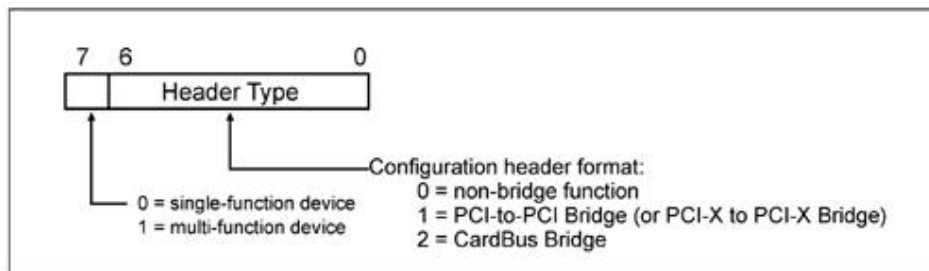 7 6 0
Header Type
Configuration header format:
0 = single-function device
0 = non-bridge function
1 = multi-function device
1 = PCI-to-PCI Bridge (or PCI-X to PCI-X Bridge)
2 = CardBus Bridge